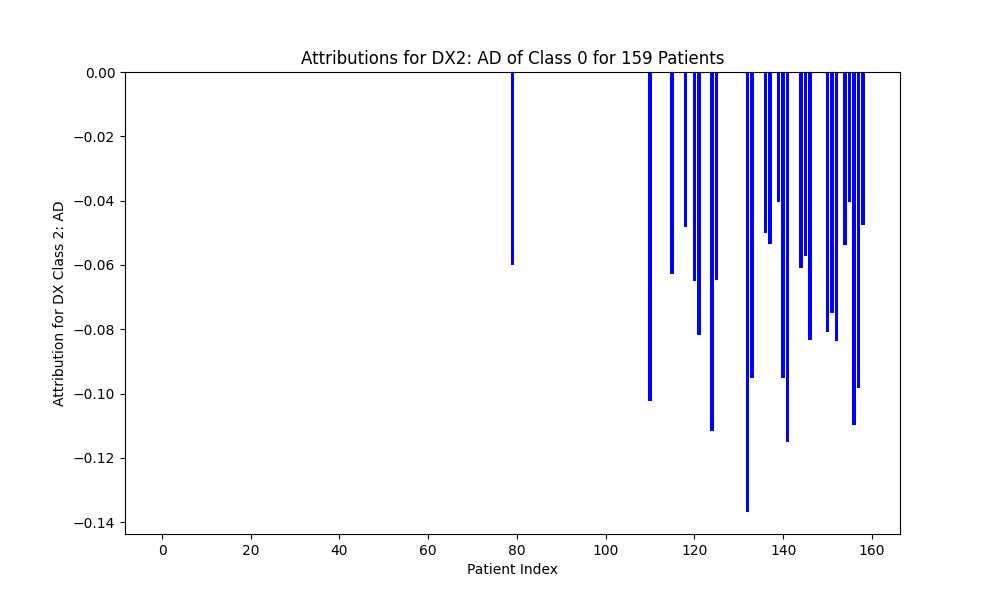 Attributions for DX2: AD of Class 0 for 159 Patients
0.00
−0.02
−0.04
−0.06
−0.08
−0.10
−0.12
−0.14
Attribution for DX Class 2: AD
0 20 40 60 80 100 120 140 160
Patient Index